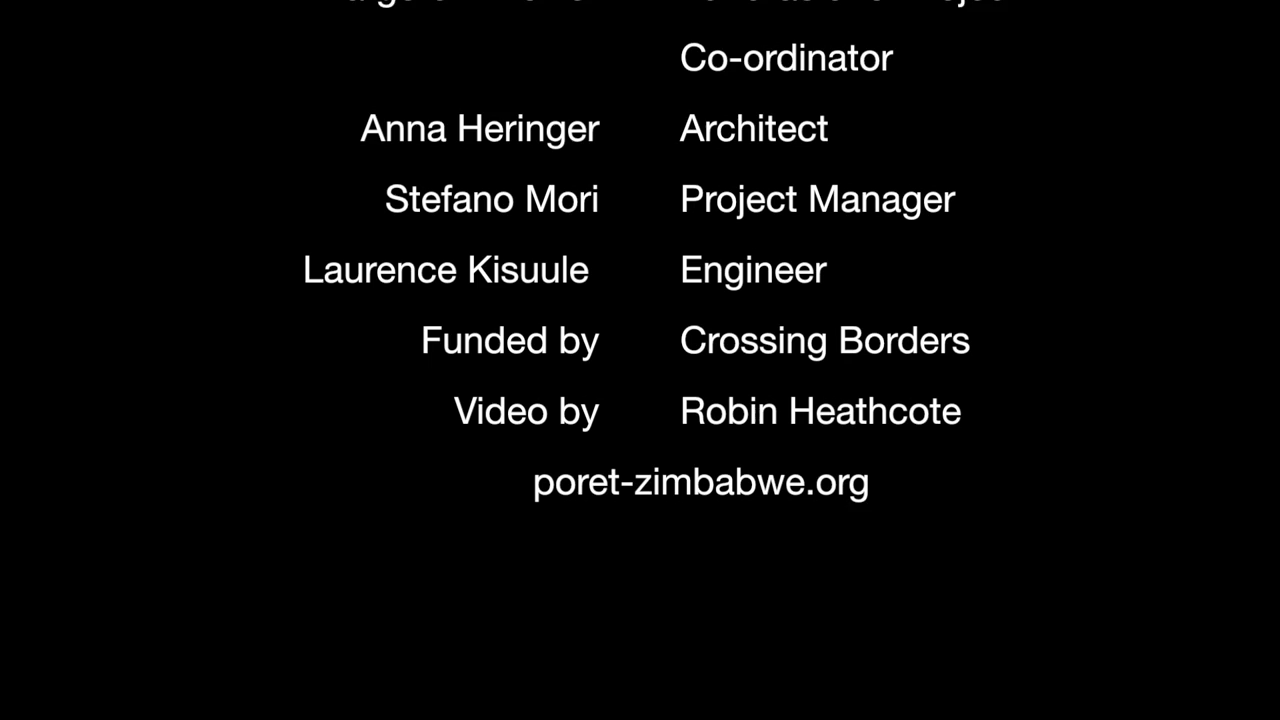 Co-ordinator
Anna Heringer Architect
Stefano Mori Project Manager
Laurence Kisuule Engineer
Funded by Crossing Borders
Video by Robin Heathcote
poret-zimbabwe.org